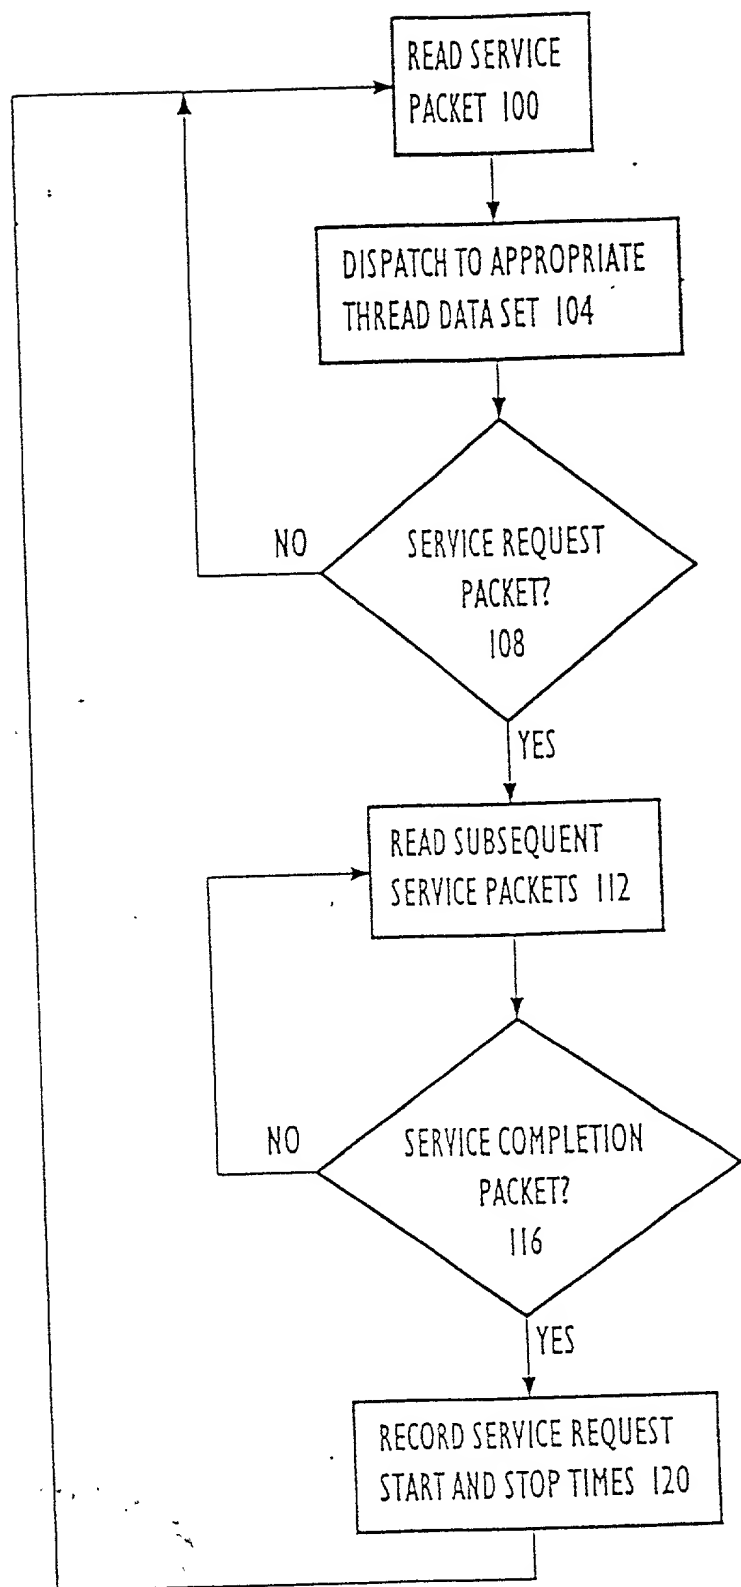 READ SERVICE
PACKET 100
DISPATCH TO APPROPRIATE
THREAD DATA SET 104
NO
SERVICE REQUEST
PACKET?
108
YES
READ SUBSEQUENT
SERVICE PACKETS 112
NO
SERVICE COMPLETION
PACKET?
116
YES
RECORD SERVICE REQUEST
START AND STOP TIMES 120